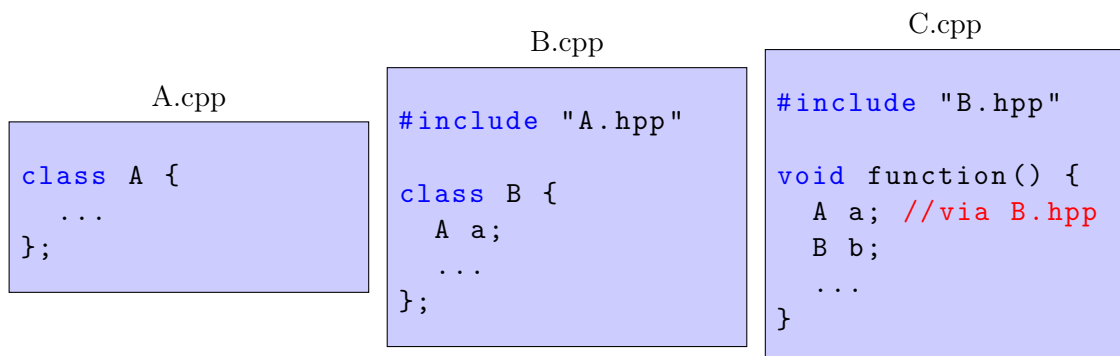 A.cpp
class A {
  ...
};
B.cpp
#include "A.hpp"
class B {
  A a;
  ...
};
C.cpp
#include "B.hpp"
void function() {
  A a; //via B.hpp
  B b;
  ...
}